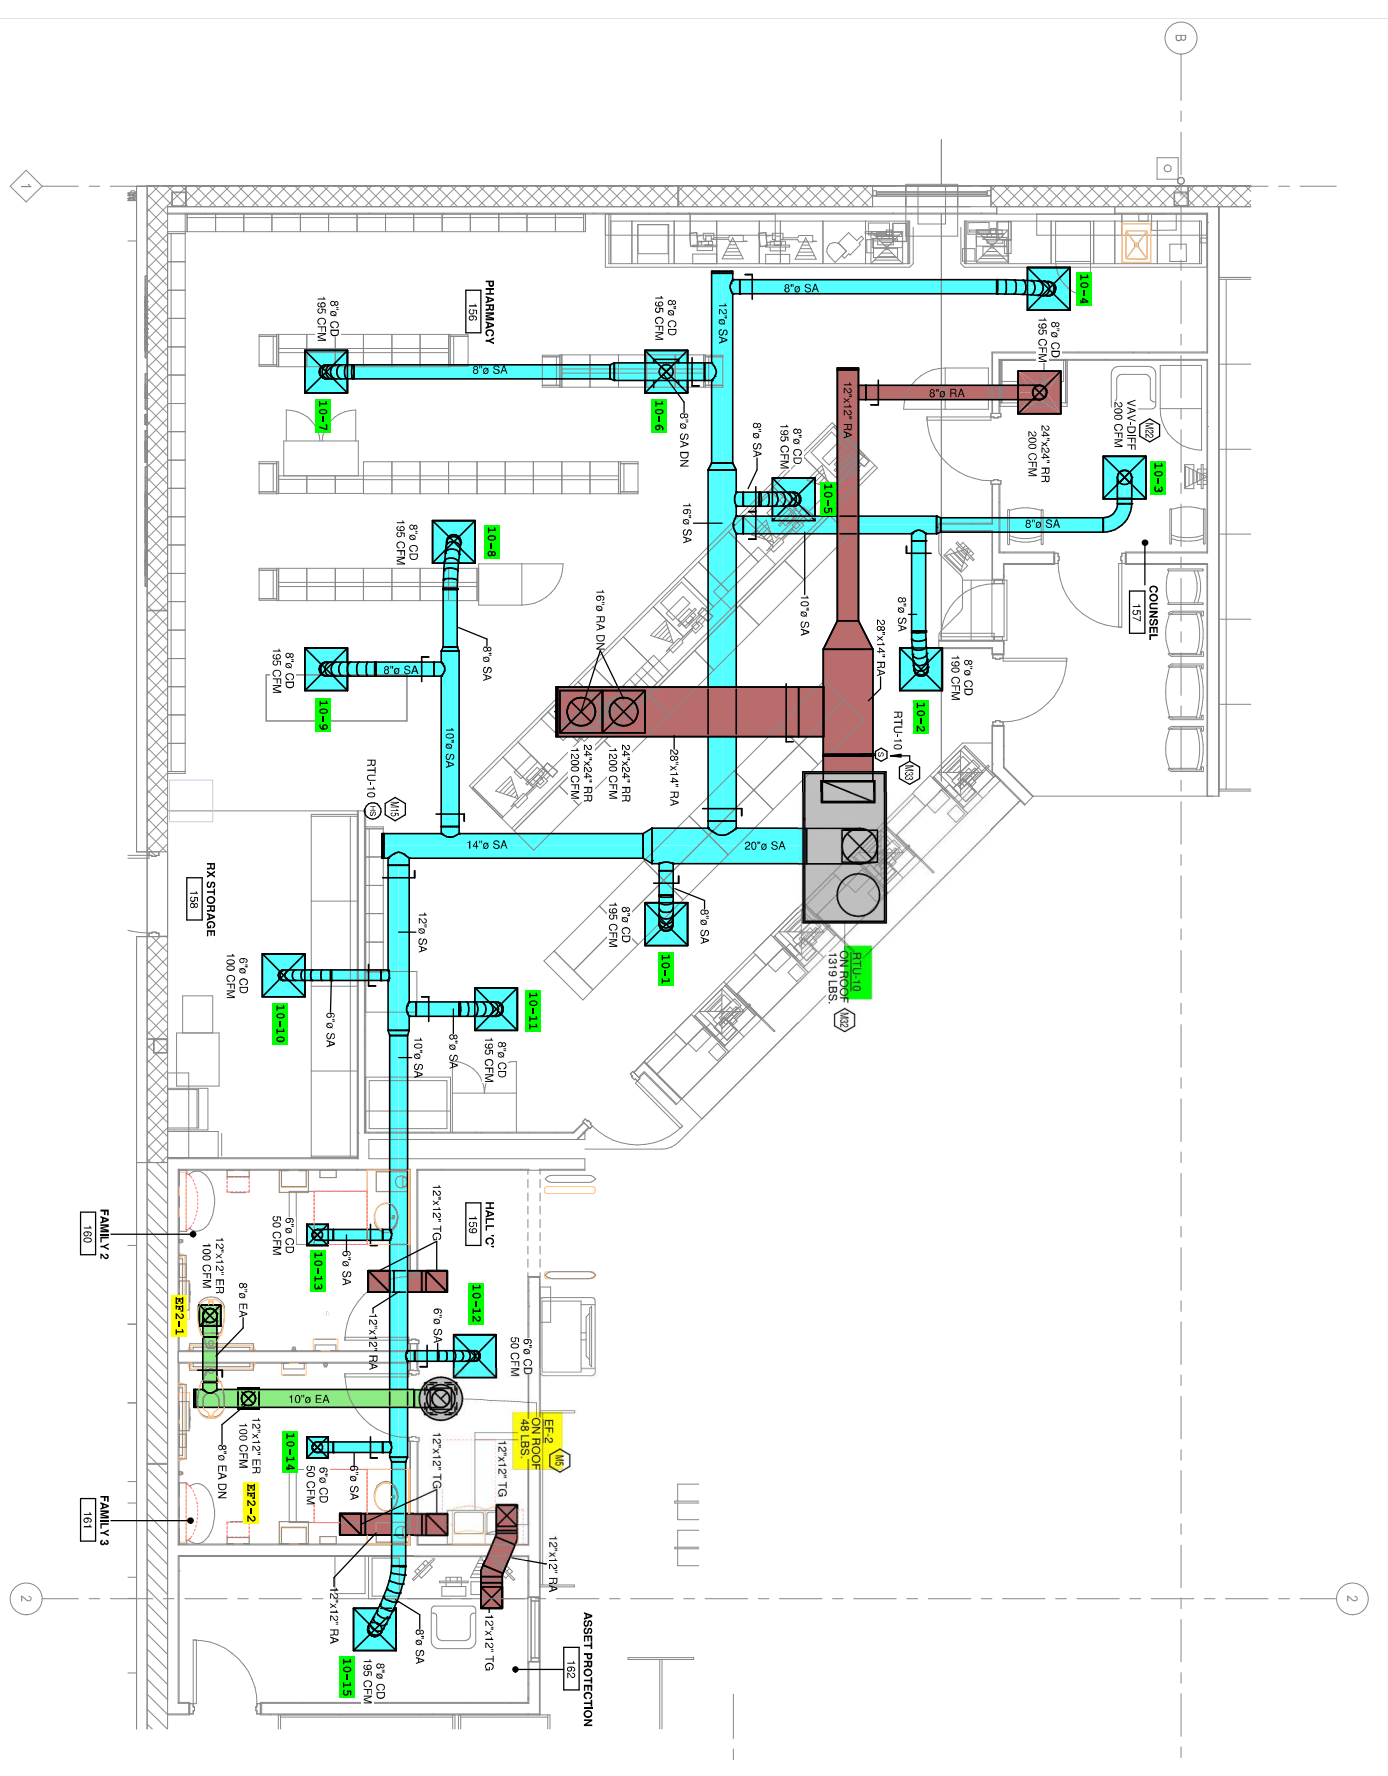 B
1
2
2
PHARMACY
156
COUNSEL
157
RX STORAGE
158
HALL 'C'
159
FAMILY 2
160
FAMILY 3
161
ASSET PROTECTION
162
10-4
8"ø CD
195 CFM
8"ø SA
12"ø SA
8"ø CD
195 CFM
10-7
8"ø SA
8"ø CD
195 CFM
10-6
8"ø SA DN
12"x12" RA
8"ø RA
24"x24" RR
200 CFM
VAV-DIFF
200 CFM
M22
10-3
8"ø SA
8"ø SA
8"ø CD
195 CFM
10-5
16"ø SA
10"ø SA
8"ø SA
8"ø CD
190 CFM
10-2
8"ø CD
195 CFM
10-8
8"ø SA
8"ø CD
195 CFM
10-9
8"ø SA
10"ø SA
16"ø RA DN
24"x24" RR
1200 CFM
24"x24" RR
1200 CFM
28"x14" RA
28"x14" RA
RTU-10
S
M33
RTU-10
HS
M15
14"ø SA
20"ø SA
8"ø SA
8"ø CD
195 CFM
10-1
RTU-10
ON ROOF
1319 LBS.
M32
12"ø SA
6"ø CD
100 CFM
10-10
6"ø SA
10-11
8"ø CD
195 CFM
8"ø SA
10"ø SA
12"x12" TG
6"ø CD
50 CFM
10-13
6"ø SA
12"x12" RA
10-12
6"ø SA
6"ø CD
50 CFM
12"x12" ER
100 CFM
EF2-1
8"ø EA
10"ø EA
12"x12" ER
100 CFM
EF2-2
8"ø EA DN
EF-2
ON ROOF
48 LBS.
M5
10-14
6"ø CD
50 CFM
6"ø SA
12"x12" TG
12"x12" TG
12"x12" RA
12"x12" TG
12"x12" RA
8"ø SA
8"ø CD
195 CFM
10-15